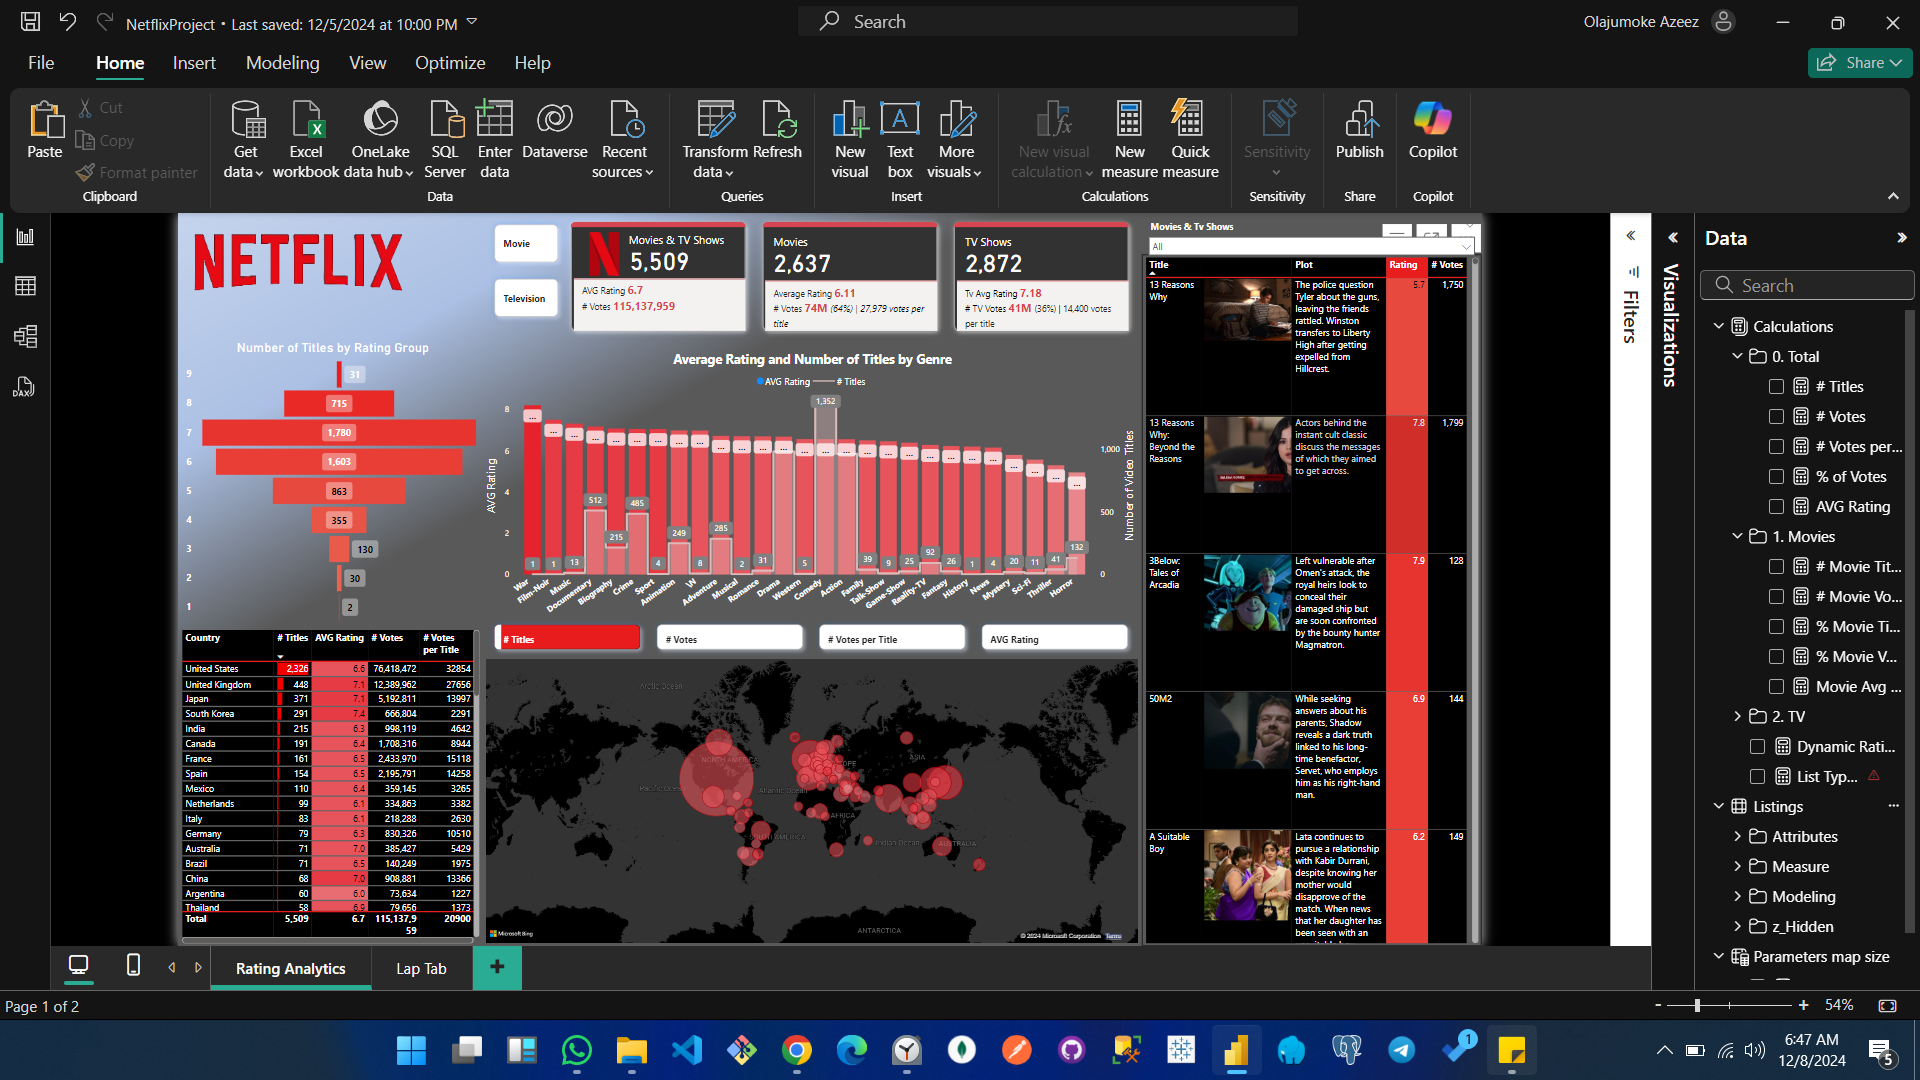 NetflixProject • Last saved: 12/5/2024 at 10:00 PM
Search
Olajumoke Azeez
File
Home
Insert
Modeling
View
Optimize
Help
Share
Paste
Cut
Copy
Format painter
Clipboard
Get data
Excel workbook
OneLake data hub
SQL Server
Enter data
Dataverse
Recent sources
Data
Transform data
Refresh
Queries
New visual
Text box
More visuals
Insert
New visual calculation
New measure
Quick measure
Calculations
Sensitivity
Sensitivity
Publish
Share
Copilot
Copilot
NETFLIX
Movie
Television
Movies & TV Shows
5,509
AVG Rating 6.7
# Votes 115,137,959
Movies
2,637
Average Rating 6.11
# Votes 74M (64%) | 27,979 votes per title
TV Shows
2,872
Tv Avg Rating 7.18
# TV Votes 41M (36%) | 14,400 votes per title
Number of Titles by Rating Group
9 31
8 715
7 1,780
6 1,603
5 863
4 355
3 130
2 30
1 2
Average Rating and Number of Titles by Genre
AVG Rating # Titles
AVG Rating
8
6
4
2
0
Number of Video Titles
1,000
500
0
1 1 13 512 215 485 4 249 8 285 2 31 5 1,352 39 9 25 92 26 1 4 20 11 41 132
War Film-Noir Music Documentary Biography Crime Sport Animation \N Adventure Musical Romance Drama Western Comedy Action Family Talk-Show Game-Show Reality-TV Fantasy History News Mystery Sci-Fi Thriller Horror
Country # Titles AVG Rating # Votes # Votes per Title
United States 2,326 6.6 76,418,472 32854
United Kingdom 448 7.1 12,389,962 27656
Japan 371 7.1 5,192,811 13997
South Korea 291 7.4 666,804 2291
India 215 6.3 998,119 4642
Canada 191 6.4 1,708,316 8944
France 161 6.5 2,433,970 15118
Spain 154 6.5 2,195,791 14258
Mexico 110 6.4 359,145 3265
Netherlands 99 6.1 334,863 3382
Italy 83 6.1 218,288 2630
Germany 79 6.3 830,326 10510
Australia 71 7.0 385,427 5429
Brazil 71 6.5 140,249 1975
China 68 7.0 908,881 13366
Argentina 60 6.0 73,634 1227
Thailand 58 6.9 79,656 1373
Total 5,509 6.7 115,137,959 20900
# Titles
# Votes
# Votes per Title
AVG Rating
Arctic Ocean
NORTH AMERICA
EUROPE
ASIA
Pacific Ocean
Atlantic Ocean
AFRICA
SOUTH AMERICA
Indian Ocean
AUSTRALIA
ANTARCTICA
Microsoft Bing
© 2024 Microsoft Corporation Terms
Movies & Tv Shows
All
Title Plot Rating # Votes
13 Reasons Why
The police question Tyler about the guns, leaving the friends rattled. Winston transfers to Liberty High after getting expelled from Hillcrest.
5.7 1,750
13 Reasons Why: Beyond the Reasons
Actors behind the instant cult classic discuss the messages of which they aimed to get across.
7.8 1,799
3Below: Tales of Arcadia
Left vulnerable after Omen's attack, the royal heirs look to conceal their damaged ship but are soon confronted by the bounty hunter Magmatron.
7.9 128
50M2
While seeking answers about his parents, Shadow reveals a dark truth linked to his long-time benefactor, Servet, who employs him as his right-hand man.
6.9 144
A Suitable Boy
Lata continues to pursue a relationship with Kabir Durrani, despite knowing her mother would disapprove of the match. When news that her daughter has been seen with an
6.2 149
Filters
Visualizations
Data
Search
Calculations
0. Total
# Titles
# Votes
# Votes per...
% of Votes
AVG Rating
1. Movies
# Movie Tit...
# Movie Vo...
% Movie Ti...
% Movie V...
Movie Avg ...
2. TV
Dynamic Rati...
List Typ...
Listings
Attributes
Measure
Modeling
z_Hidden
Parameters map size
Rating Analytics
Lap Tab
Page 1 of 2
54%
1
6:47 AM
12/8/2024
5